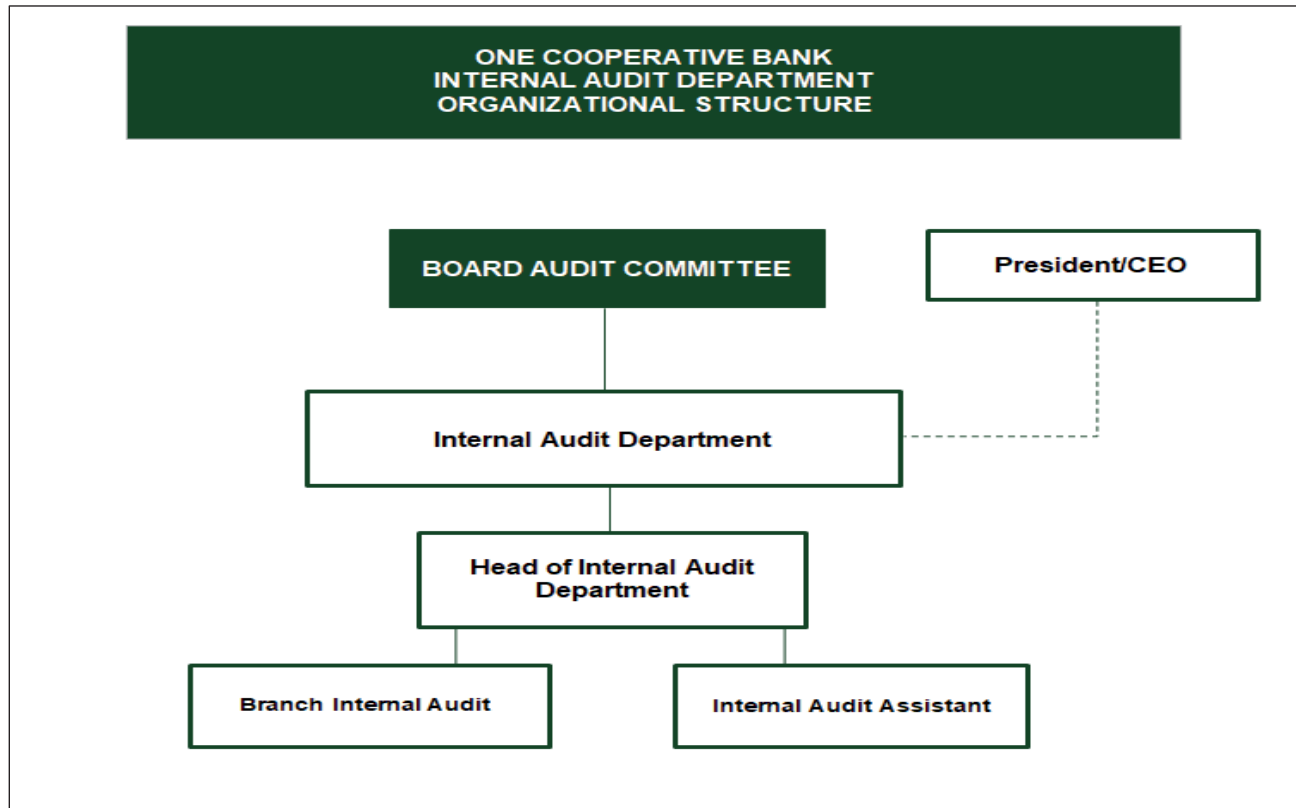 ONE COOPERATIVE BANK
INTERNAL AUDIT DEPARTMENT
ORGANIZATIONAL STRUCTURE
BOARD AUDIT COMMITTEE
President/CEO
Internal Audit Department
Head of Internal Audit
Department
Branch Internal Audit
Internal Audit Assistant